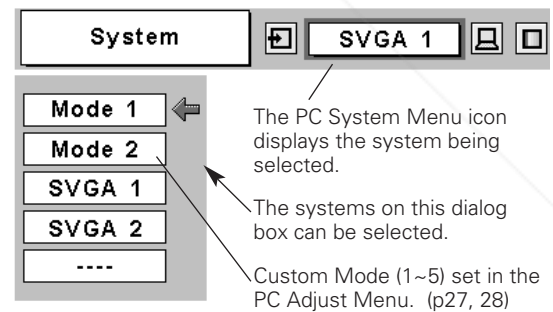 System
SVGA 1
Mode 1
Mode 2
SVGA 1
SVGA 2
----
The PC System Menu icon
displays the system being
selected.
The systems on this dialog
box can be selected.
Custom Mode (1~5) set in the
PC Adjust Menu. (p27, 28)